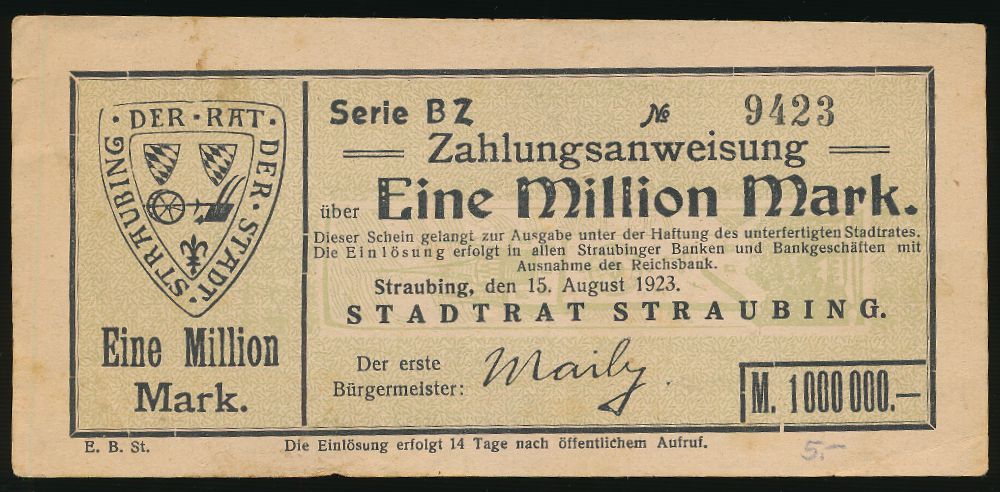 · DER · RAT · DER · STADT · STRAUBING
Eine Million
Mark.
Serie BZ № 9423
Zahlungsanweisung
über Eine Million Mark.
Dieser Schein gelangt zur Ausgabe unter der Haftung des unterfertigten Stadtrates.
Die Einlösung erfolgt in allen Straubinger Banken und Bankgeschäften mit
Ausnahme der Reichsbank.
Straubing, den 15. August 1923.
STADTRAT STRAUBING.
Der erste
Bürgermeister:
M. 1000000.—
E. B. St.
Die Einlösung erfolgt 14 Tage nach öffentlichem Aufruf.
5.-